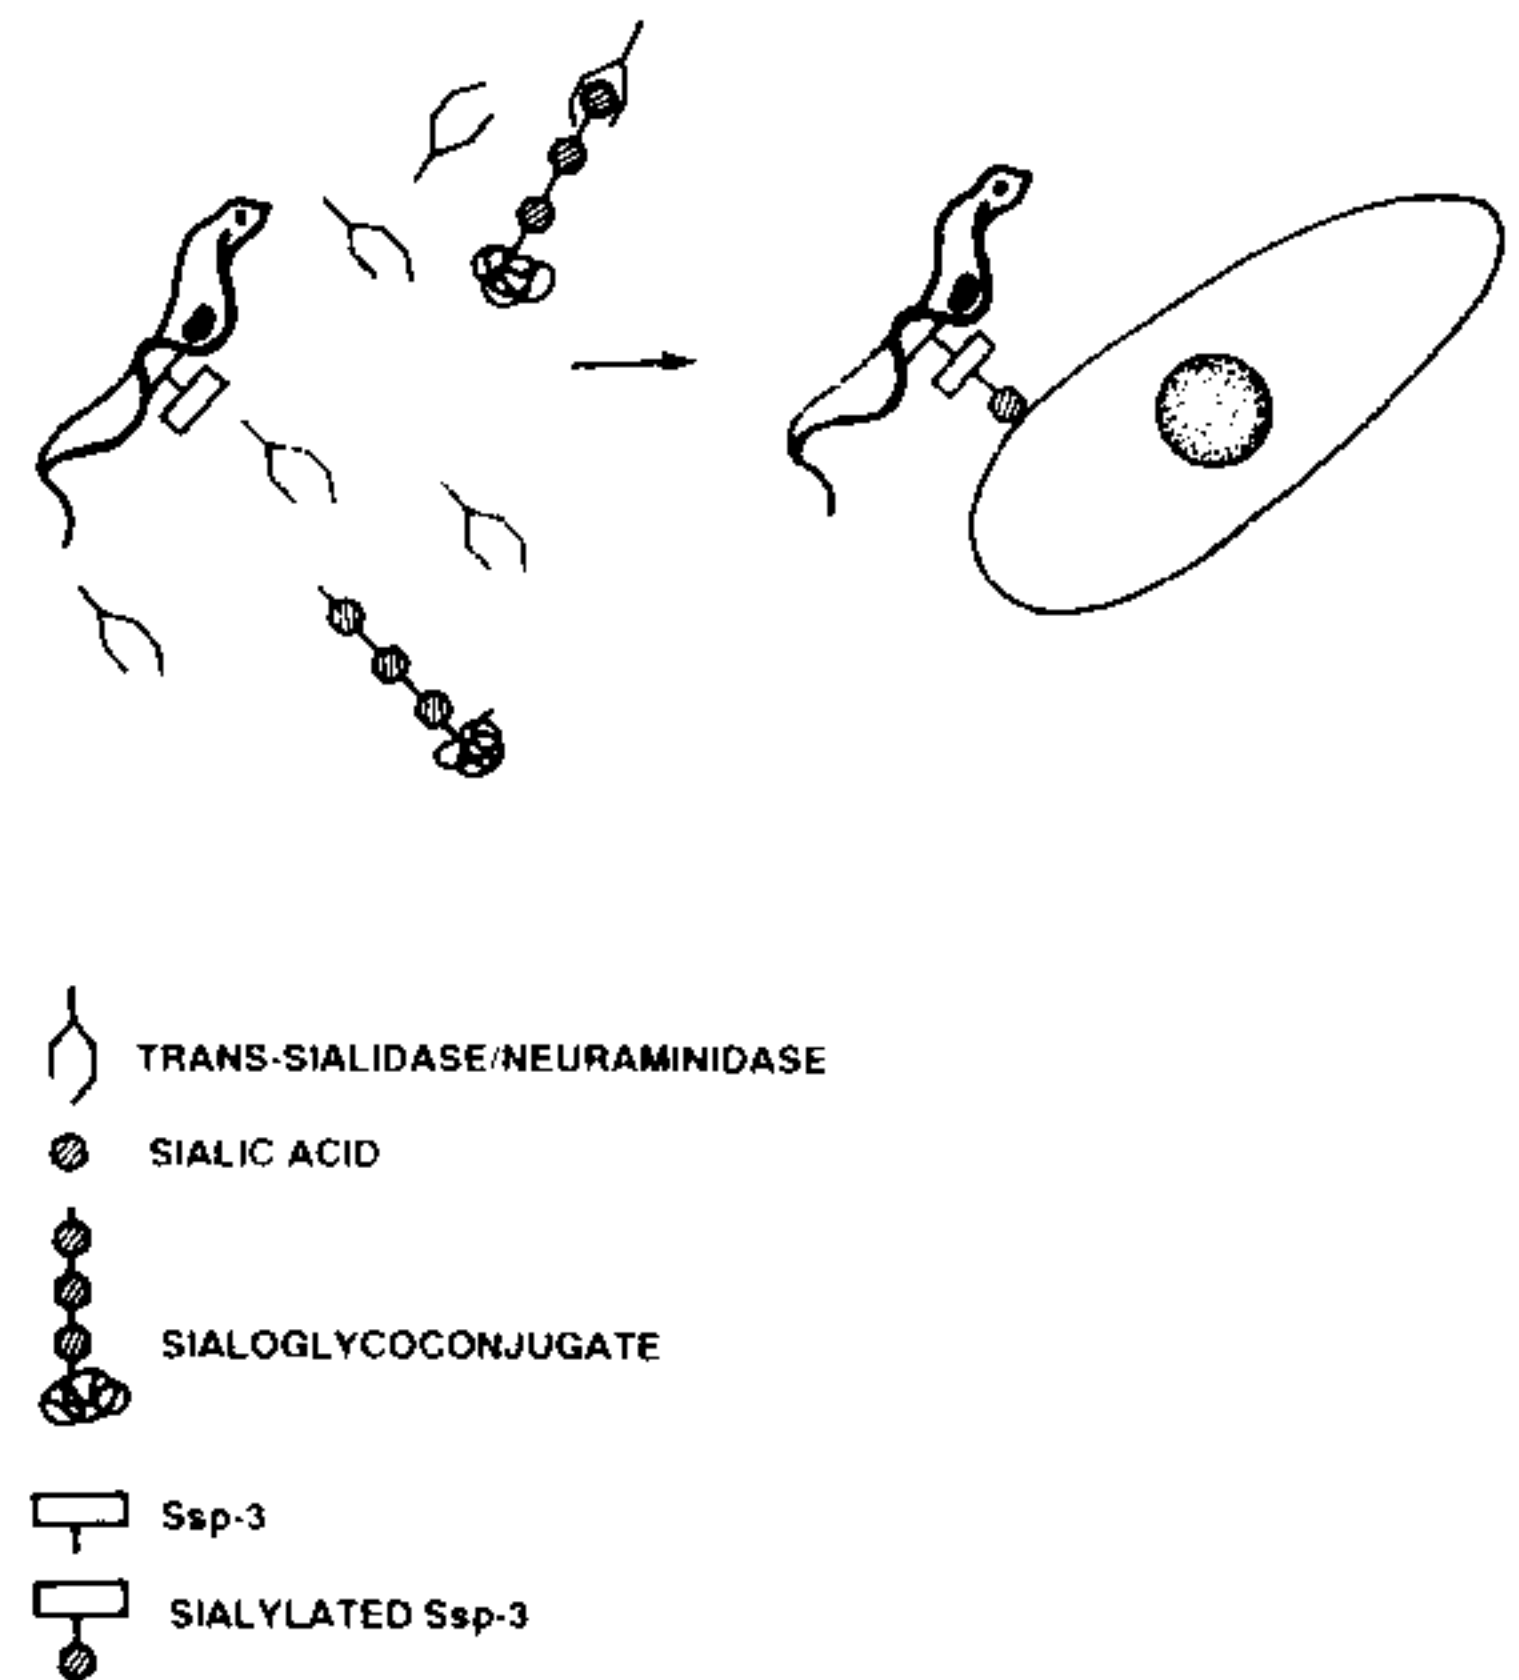 TRANS-SIALIDASE/NEURAMINIDASE
SIALIC ACID
SIALOGLYCOCONJUGATE
Ssp-3
SIALYLATED Ssp-3